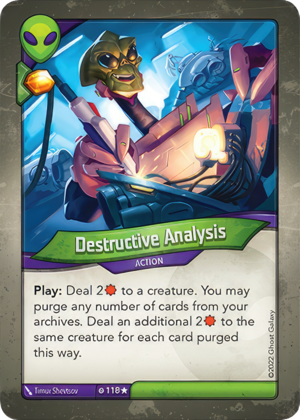 Destructive Analysis
ACTION
Play: Deal 2 to a creature. You may
purge any number of cards from your
archives. Deal an additional 2 to the
same creature for each card purged
this way.
©2022 Ghost Galaxy
Timur Shevtsov
118